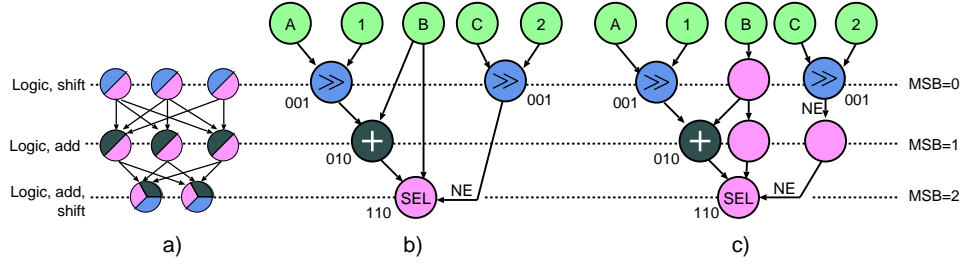 A 1 B C 2 A 1 B C 2
Logic, shift >> >> >> >> MSB=0
001 001 001 NE 001
Logic, add + + MSB=1
010 010
Logic, add, shift SEL NE SEL NE MSB=2
110 110
a) b) c)